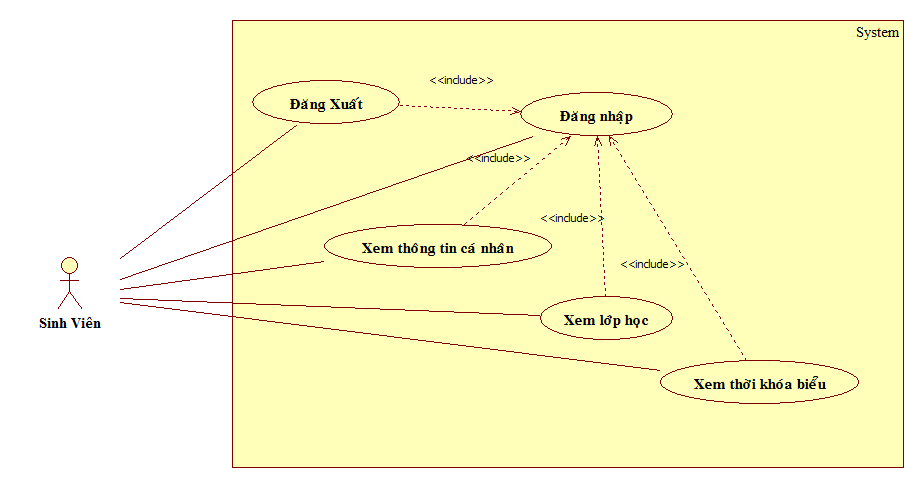 System
<<include>>
Đăng Xuất
Đăng nhập
<<include>>
<<include>>
Xem thông tin cá nhân
<<include>>
Sinh Viên
Xem lớp học
Xem thời khóa biểu